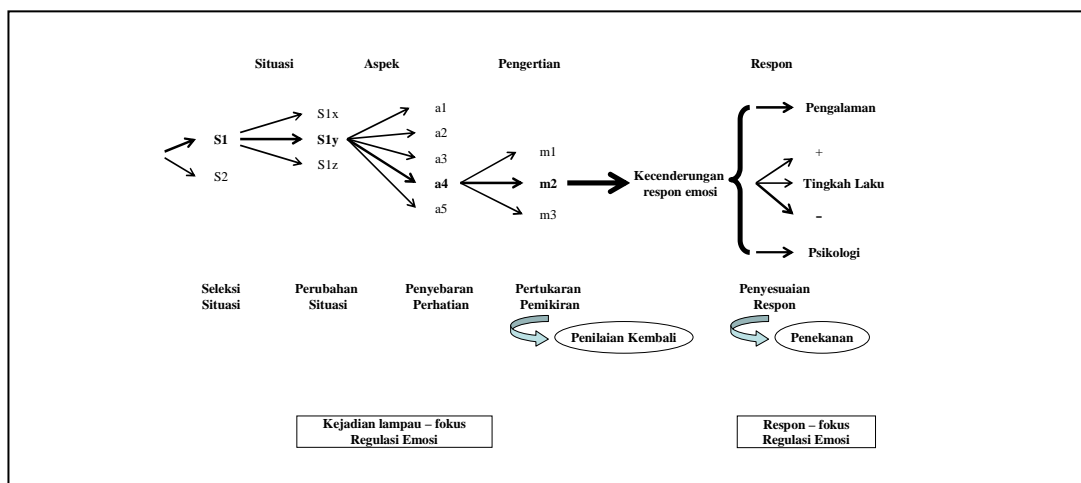 Situasi Aspek Pengertian Respon
a1 Pengalaman
S1x
a2
S1 S1y m1 +
a3
S2 S1z
a4 m2 Kecenderungan respon emosi Tingkah Laku
a5 m3 -
Psikologi
Seleksi Situasi
Perubahan Situasi
Penyebaran Perhatian
Pertukaran Pemikiran
Penyesuaian Respon
Penilaian Kembali
Penekanan
Kejadian lampau – fokus
Regulasi Emosi
Respon – fokus
Regulasi Emosi